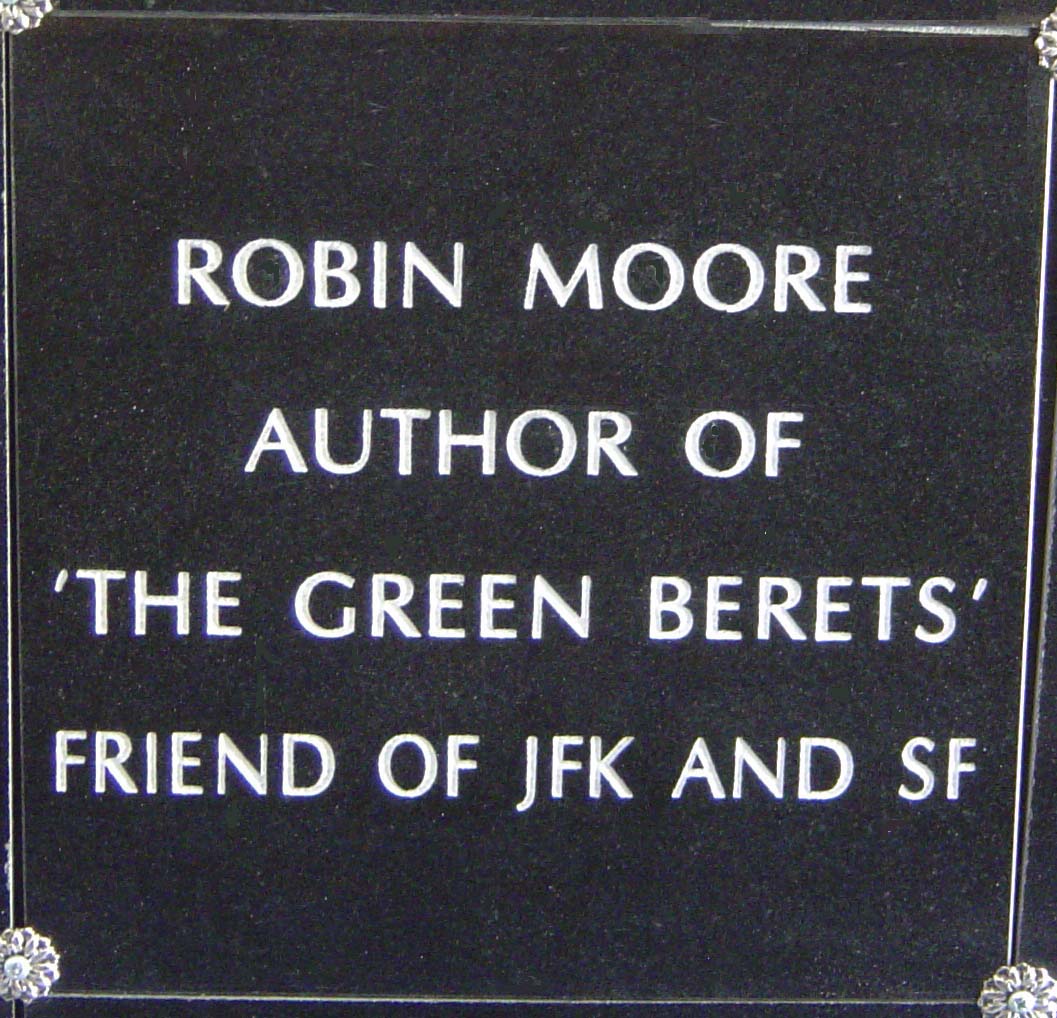 ROBIN MOORE
AUTHOR OF
'THE GREEN BERETS'
FRIEND OF JFK AND SF